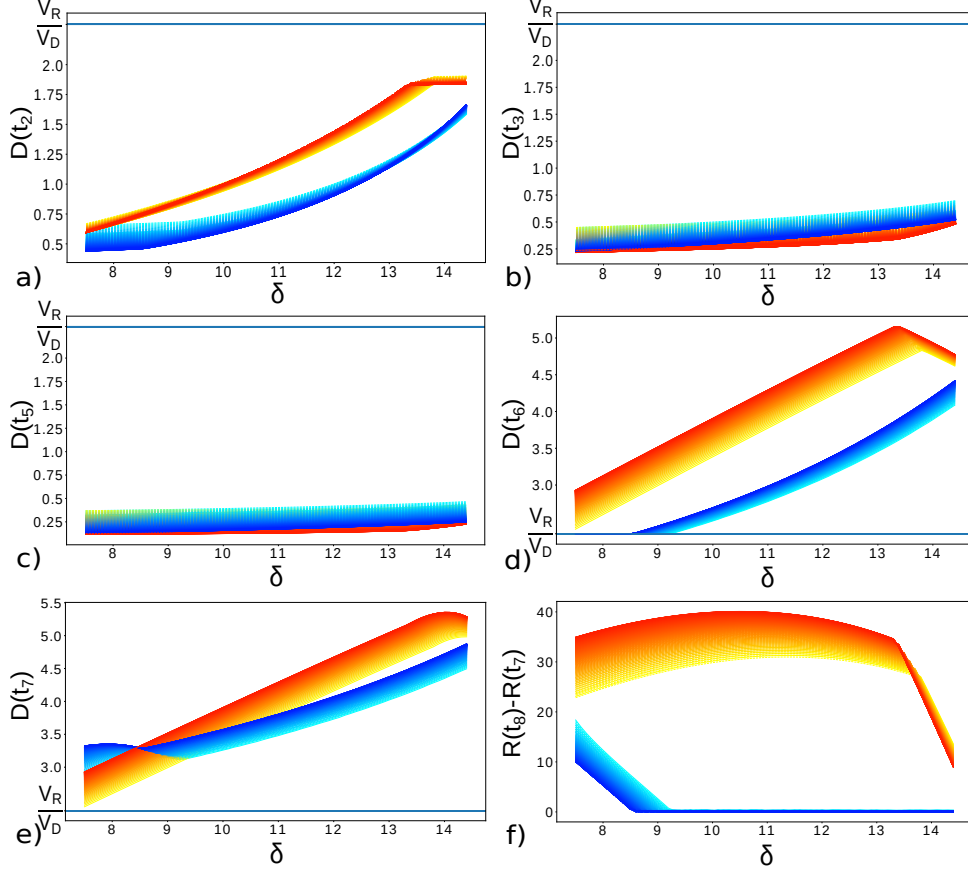 V_R
V_D
2.0
1.75
1.5
1.25
1.0
0.75
0.5
D(t₂)
8 9 10 11 12 13 14
a) δ
V_R
V_D
2.0
1.75
1.5
1.25
1.0
0.75
0.5
0.25
D(t₃)
8 9 10 11 12 13 14
b) δ
V_R
V_D
2.0
1.75
1.5
1.25
1.0
0.75
0.5
0.25
D(t₅)
8 9 10 11 12 13 14
c) δ
5.0
4.5
4.0
3.5
3.0
V_R
V_D
D(t₆)
8 9 10 11 12 13 14
d) δ
5.5
5.0
4.5
4.0
3.5
3.0
V_R
V_D
D(t₇)
8 9 10 11 12 13 14
e) δ
40
30
20
10
0
R(t₈)-R(t₇)
8 9 10 11 12 13 14
f) δ